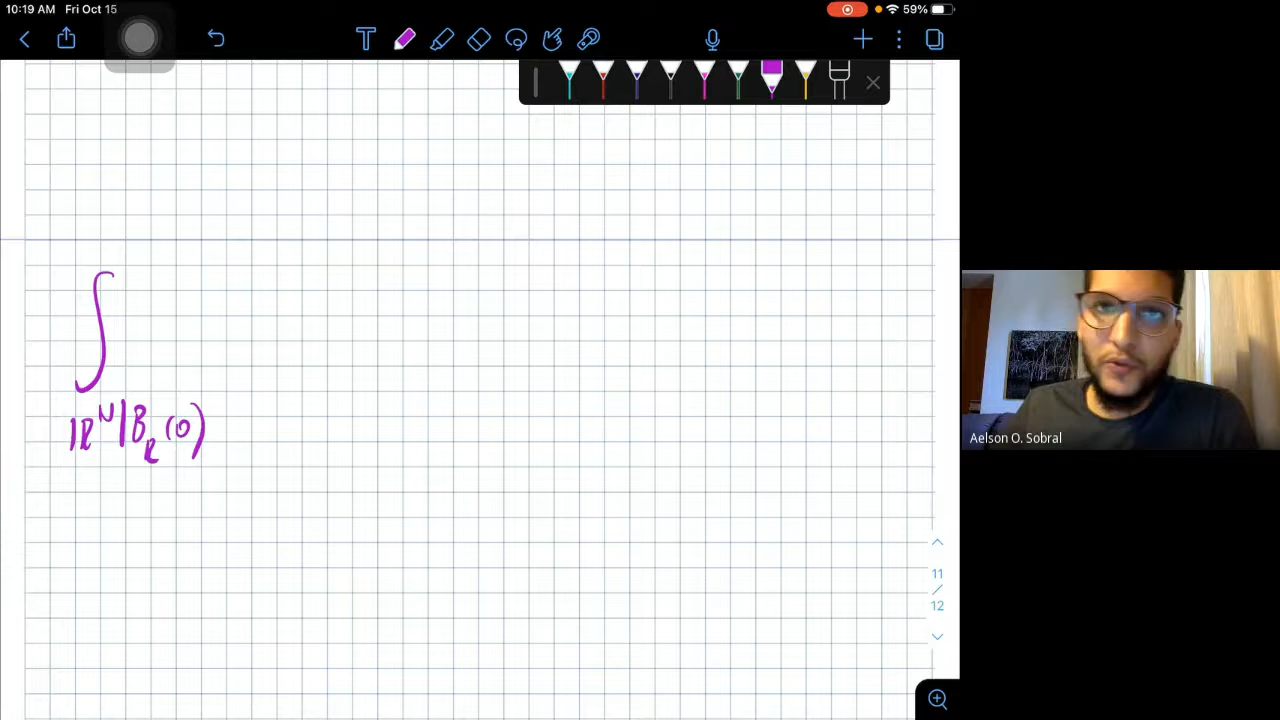 10:19 AM Fri Oct 15
59%
T
∫
ℝᴺ\B_R(0)
Aelson O. Sobral
11
/
12